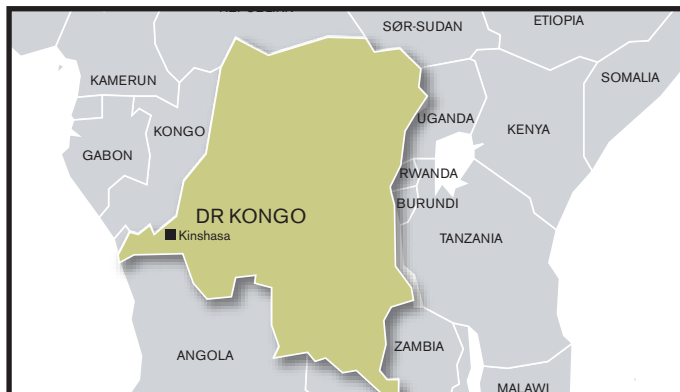 SØR-SUDAN
ETIOPIA
KAMERUN
SOMALIA
UGANDA
KENYA
KONGO
GABON
RWANDA
BURUNDI
DR KONGO
Kinshasa
TANZANIA
ZAMBIA
ANGOLA
MALAWI